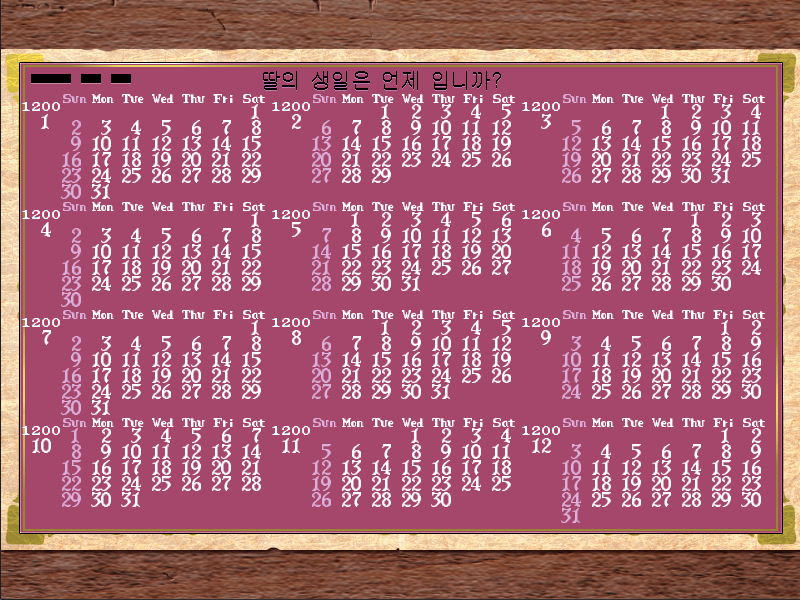 딸의 생일은 언제 입니까?
1200
1
Sun Mon Tue Wed Thu Fri Sat
1
2 3 4 5 6 7 8
9 10 11 12 13 14 15
16 17 18 19 20 21 22
23 24 25 26 27 28 29
30 31
1200
2
Sun Mon Tue Wed Thu Fri Sat
1 2 3 4 5
6 7 8 9 10 11 12
13 14 15 16 17 18 19
20 21 22 23 24 25 26
27 28 29
1200
3
Sun Mon Tue Wed Thu Fri Sat
1 2 3 4
5 6 7 8 9 10 11
12 13 14 15 16 17 18
19 20 21 22 23 24 25
26 27 28 29 30 31
1200
4
Sun Mon Tue Wed Thu Fri Sat
1
2 3 4 5 6 7 8
9 10 11 12 13 14 15
16 17 18 19 20 21 22
23 24 25 26 27 28 29
30
1200
5
Sun Mon Tue Wed Thu Fri Sat
1 2 3 4 5 6
7 8 9 10 11 12 13
14 15 16 17 18 19 20
21 22 23 24 25 26 27
28 29 30 31
1200
6
Sun Mon Tue Wed Thu Fri Sat
1 2 3
4 5 6 7 8 9 10
11 12 13 14 15 16 17
18 19 20 21 22 23 24
25 26 27 28 29 30
1200
7
Sun Mon Tue Wed Thu Fri Sat
1
2 3 4 5 6 7 8
9 10 11 12 13 14 15
16 17 18 19 20 21 22
23 24 25 26 27 28 29
30 31
1200
8
Sun Mon Tue Wed Thu Fri Sat
1 2 3 4 5
6 7 8 9 10 11 12
13 14 15 16 17 18 19
20 21 22 23 24 25 26
27 28 29 30 31
1200
9
Sun Mon Tue Wed Thu Fri Sat
1 2
3 4 5 6 7 8 9
10 11 12 13 14 15 16
17 18 19 20 21 22 23
24 25 26 27 28 29 30
1200
10
Sun Mon Tue Wed Thu Fri Sat
1 2 3 4 5 6 7
8 9 10 11 12 13 14
15 16 17 18 19 20 21
22 23 24 25 26 27 28
29 30 31
1200
11
Sun Mon Tue Wed Thu Fri Sat
1 2 3 4
5 6 7 8 9 10 11
12 13 14 15 16 17 18
19 20 21 22 23 24 25
26 27 28 29 30
1200
12
Sun Mon Tue Wed Thu Fri Sat
1 2
3 4 5 6 7 8 9
10 11 12 13 14 15 16
17 18 19 20 21 22 23
24 25 26 27 28 29 30
31